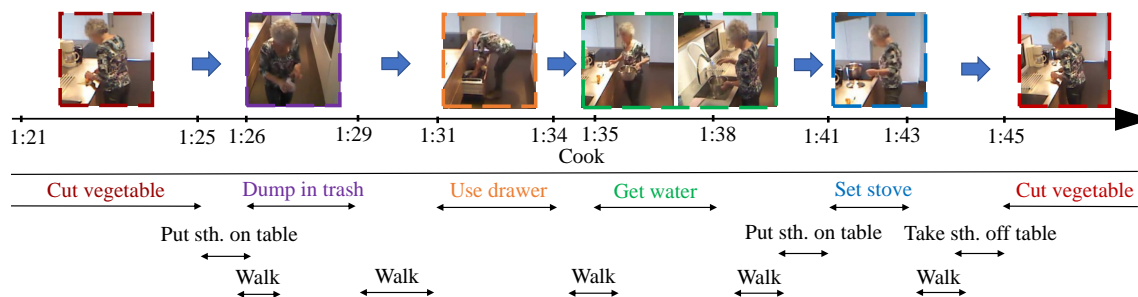 1:21 1:25 1:26 1:29 1:31 1:34 1:35 1:38 1:41 1:43 1:45
Cook
Cut vegetable Dump in trash Use drawer Get water Set stove Cut vegetable
Put sth. on table Put sth. on table Take sth. off table
Walk Walk Walk Walk Walk